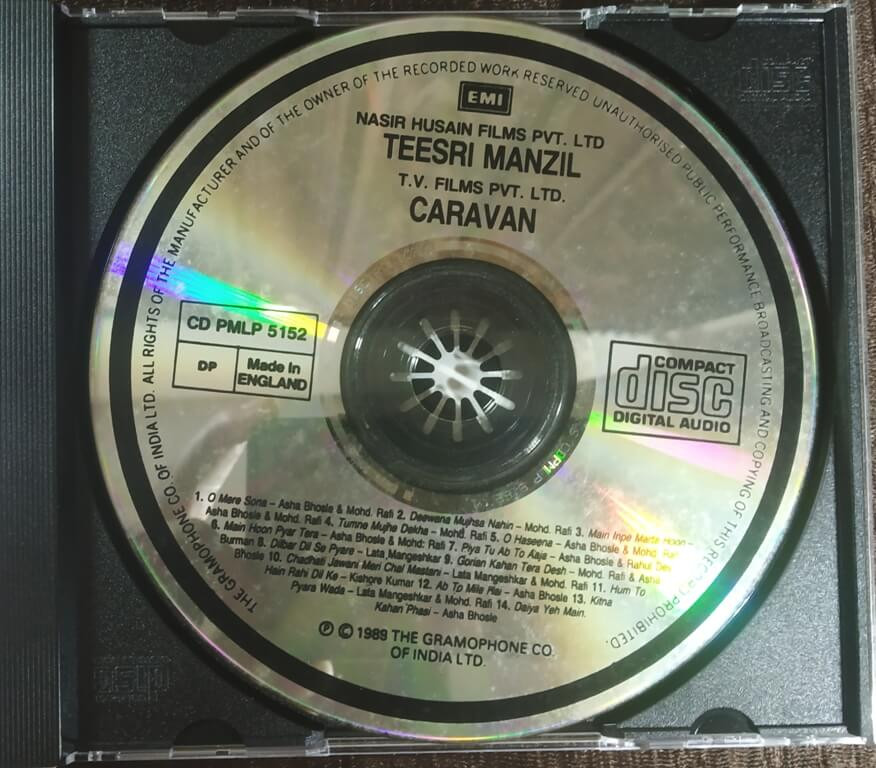 EMI
NASIR HUSAIN FILMS PVT. LTD
TEESRI MANZIL
T.V. FILMS PVT. LTD.
CARAVAN
CD PMLP 5152
DP
Made in
ENGLAND
COMPACT
disc
DIGITAL AUDIO
1. O Mere Sona – Asha Bhosle & Mohd. Rafi 2. Deewana Mujhsa Nahin – Mohd. Rafi 3. Main Inpe Marta Hoon –
Asha Bhosle & Mohd. Rafi 4. Tumne Mujhe Dekha – Mohd. Rafi 5. O Haseena – Asha Bhosle & Mohd. Rafi
6. Main Hoon Pyar Tera – Asha Bhosle & Mohd. Rafi 7. Piya Tu Ab To Aaja – Asha Bhosle & Rahul Dev
Burman 8. Dilbar Dil Se Pyare – Lata Mangeshkar 9. Gorian Kahan Tera Desh – Mohd. Rafi & Asha
Bhosle 10. Chadhati Jawani Meri Chal Mastani – Lata Mangeshkar & Mohd. Rafi 11. Hum To
Hain Rahi Dil Ke – Kishore Kumar 12. Ab To Mile Hai – Asha Bhosle 13. Kitna
Pyara Wada – Lata Mangeshkar & Mohd. Rafi 14. Daiya Yeh Main
Kahan Phasi – Asha Bhosle
℗ © 1989 THE GRAMOPHONE CO.
OF INDIA LTD.
THE GRAMOPHONE CO. OF INDIA LTD. ALL RIGHTS OF THE MANUFACTURER AND OF THE OWNER OF THE RECORDED WORK RESERVED UNAUTHORISED PUBLIC PERFORMANCE BROADCASTING AND COPYING OF THIS RECORD PROHIBITED.
disc